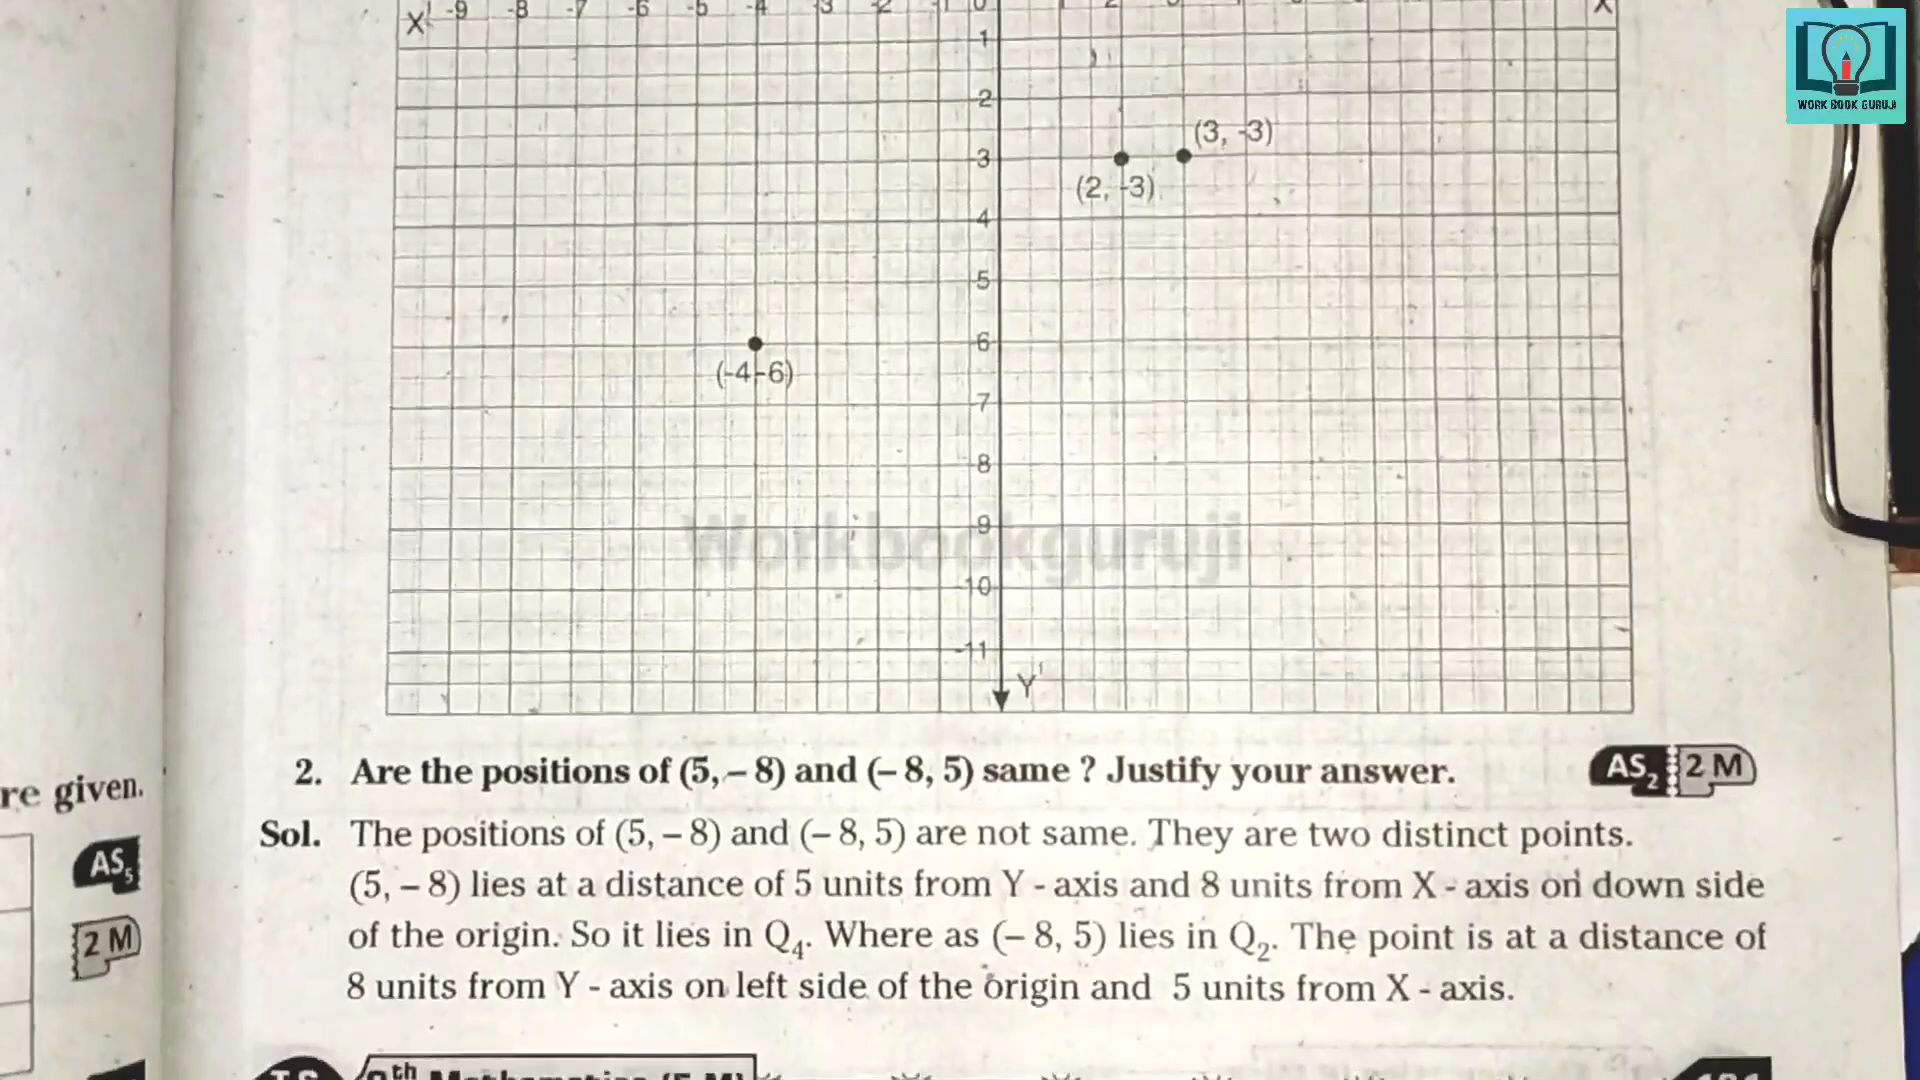 X' -9 -8 -7 -6 -5 -4 -3 -2 -1 0 2 X
1
2
(3, -3)
-3
(2, -3)
-4
-5
-6
(-4-6)
-7
-8
-9
Workbookguruji
-10
-11
Y'
WORK BOOK GURUJI
2. Are the positions of (5, – 8) and (– 8, 5) same ? Justify your answer. AS2 2 M
Sol. The positions of (5, – 8) and (– 8, 5) are not same. They are two distinct points.
(5, – 8) lies at a distance of 5 units from Y - axis and 8 units from X - axis on down side
of the origin. So it lies in Q4. Where as (– 8, 5) lies in Q2. The point is at a distance of
8 units from Y - axis on left side of the origin and 5 units from X - axis.
re given.
AS5
2 M